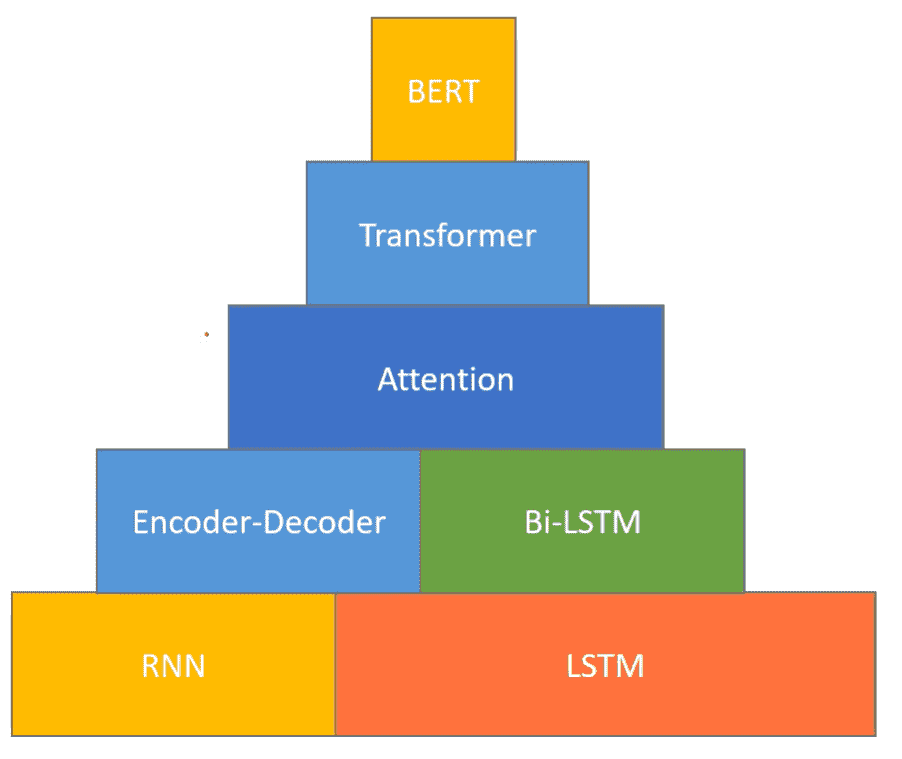 BERT
Transformer
Attention
Encoder-Decoder
Bi-LSTM
RNN
LSTM